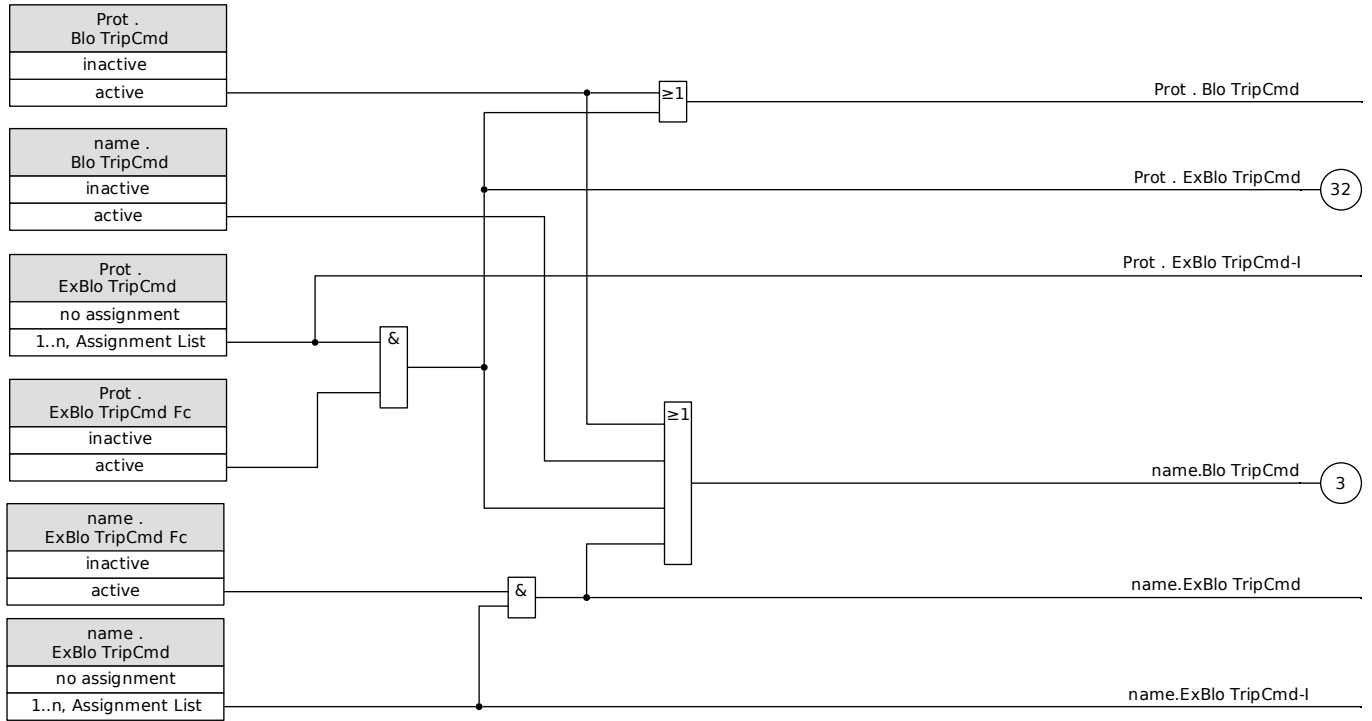 Prot .
Blo TripCmd
inactive
active
≥1
Prot . Blo TripCmd
name .
Blo TripCmd
inactive
active
Prot . ExBlo TripCmd
32
Prot .
ExBlo TripCmd
no assignment
1..n, Assignment List
&
Prot . ExBlo TripCmd-I
Prot .
ExBlo TripCmd Fc
inactive
active
≥1
name.Blo TripCmd
3
name .
ExBlo TripCmd Fc
inactive
active
&
name.ExBlo TripCmd
name .
ExBlo TripCmd
no assignment
1..n, Assignment List
name.ExBlo TripCmd-I